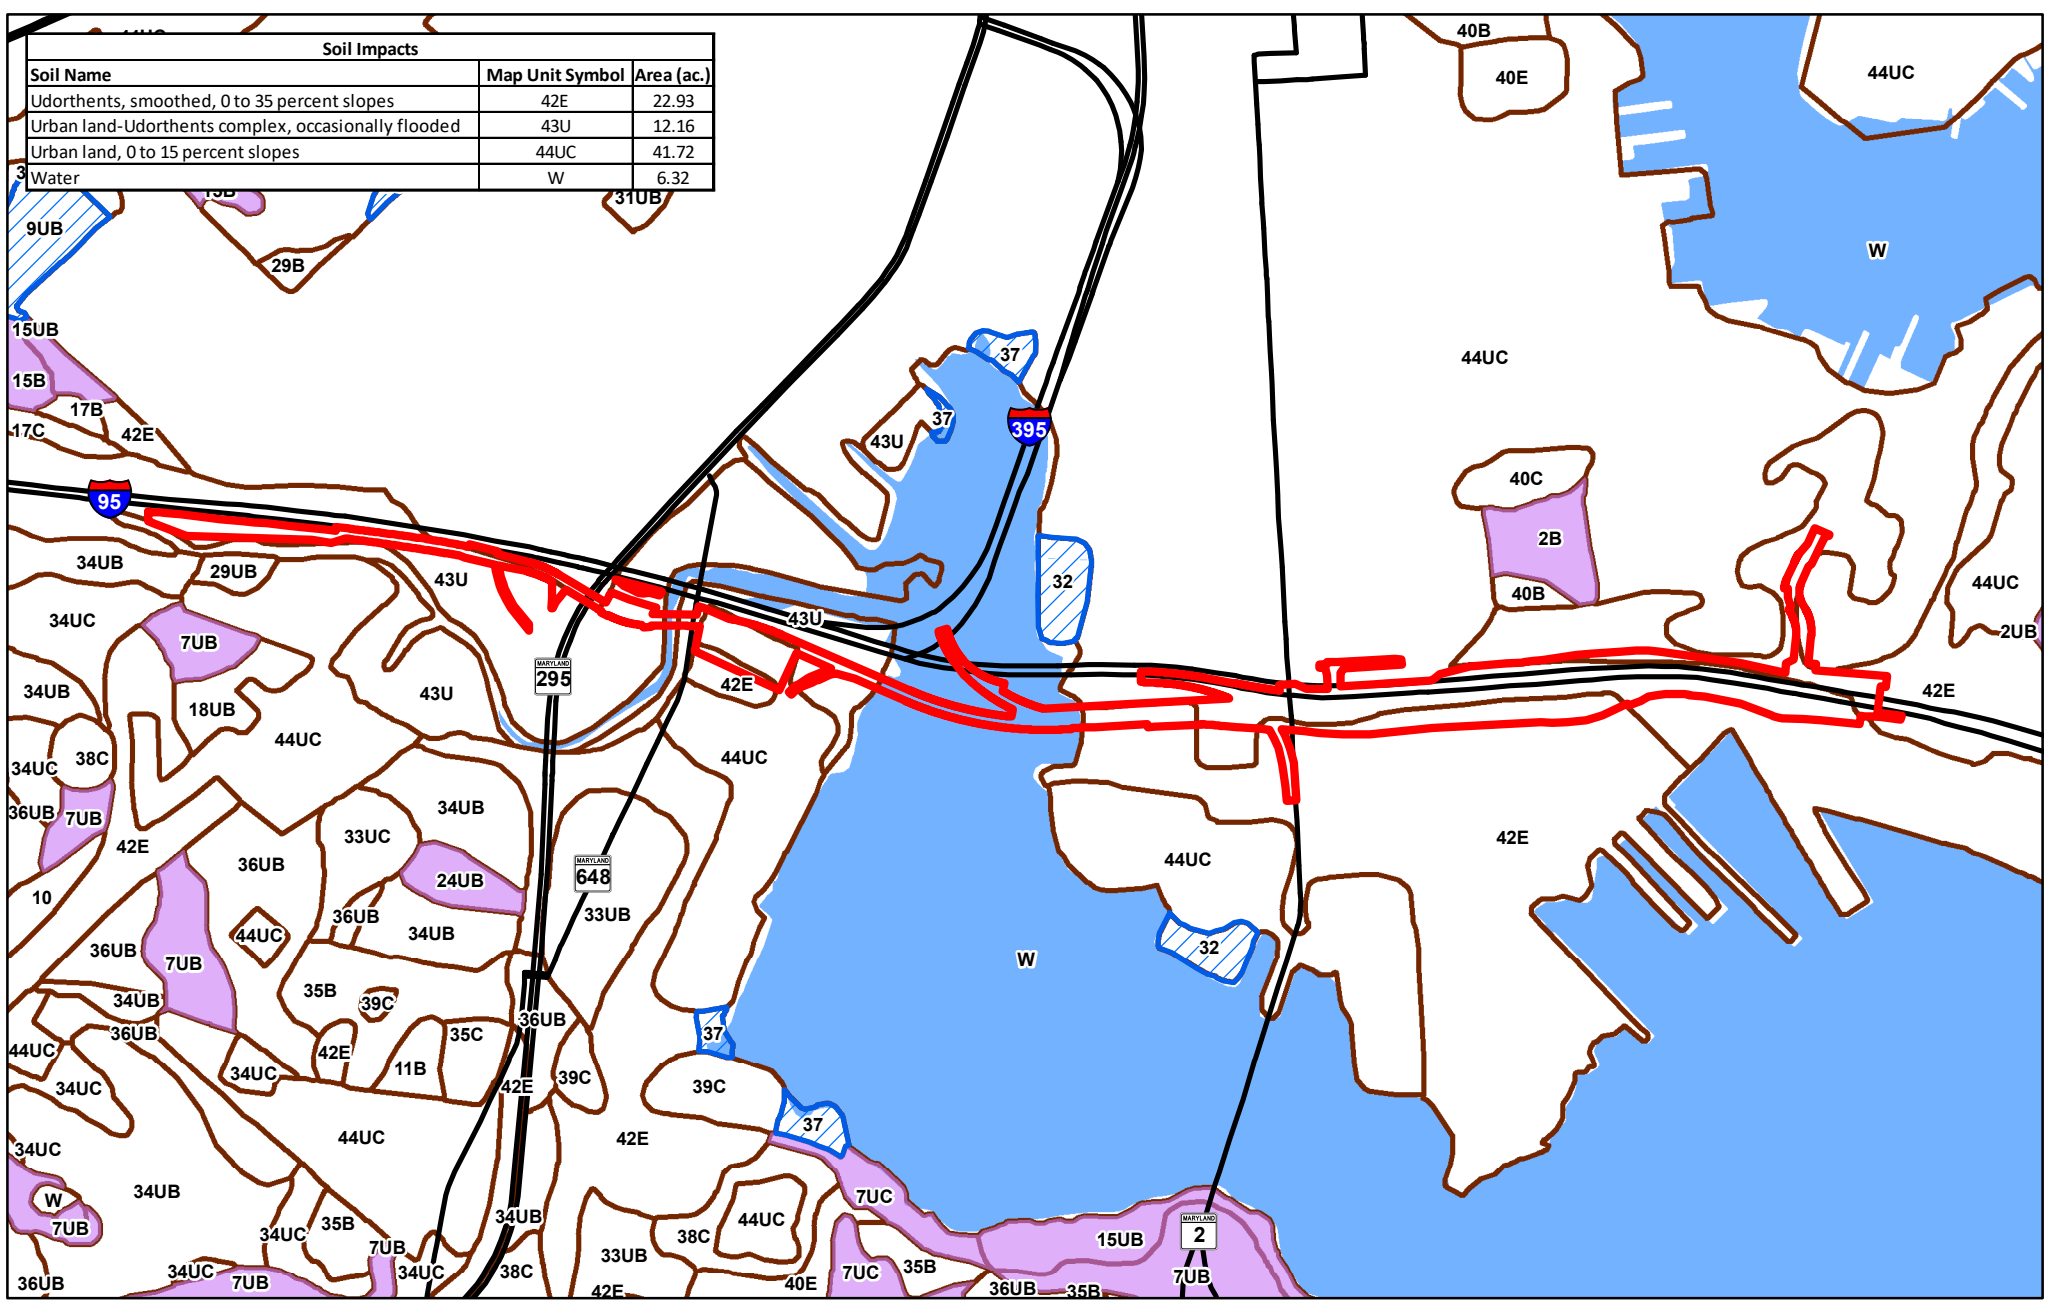 Soil Impacts
Soil Name Map Unit Symbol Area (ac.)
Udorthents, smoothed, 0 to 35 percent slopes 42E 22.93
Urban land-Udorthents complex, occasionally flooded 43U 12.16
Urban land, 0 to 15 percent slopes 44UC 41.72
Water W 6.32
40B
40E
44UC
31UB
9UB
29B
W
15UB
37
44UC
15B
17B
37
17C
42E
43U
395
40C
95
2B
34UB
29UB
43U
32
44UC
40B
34UC
43U
7UB
2UB
MARYLAND
295
34UB
43U
42E
42E
18UB
44UC
34UC
38C
44UC
36UB
7UB
34UB
42E
33UC
42E
36UB
44UC
MARYLAND
648
24UB
10
36UB
33UB
44UC
34UB
36UB
32
7UB
W
35B
34UB
39C
36UB
36UB
35C
37
44UC
42E
34UC
11B
39C
34UC
42E
39C
37
44UC
42E
34UC
34UB
W
7UC
7UB
35B
34UB
44UC
34UC
38C
MARYLAND
2
15UB
7UB
33UB
34UC
34UC
38C
7UC
35B
7UB
36UB
7UB
40E
36UB
35B
42E